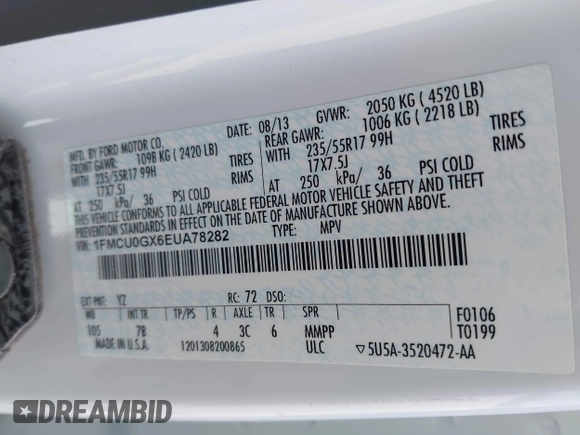 MFD. BY FORD MOTOR CO.
DATE: 08/13 GVWR: 2050 KG ( 4520 LB)
FRONT GAWR: 1098 KG ( 2420 LB) REAR GAWR: 1006 KG ( 2218 LB)
WITH 235/55R17 99H TIRES WITH 235/55R17 99H TIRES
17X7.5J RIMS 17X7.5J RIMS
AT 250 kPa/ 36 PSI COLD AT 250 kPa/ 36 PSI COLD
THIS VEHICLE CONFORMS TO ALL APPLICABLE FEDERAL MOTOR VEHICLE SAFETY AND THEFT
PREVENTION STANDARDS IN EFFECT ON THE DATE OF MANUFACTURE SHOWN ABOVE.
VIN: 1FMCU0GX6EUA78282 TYPE: MPV
EXT PNT: YZ RC: 72 DSO:
WB INT TR TP/PS R AXLE TR SPR
105 7B 4 3C 6 MMPP
F0106
T0199
MADE IN U.S.A. 1201308200865 ULC ▽5U5A-3520472-AA
DREAMBID